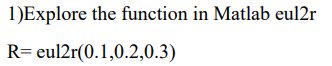 1)Explore the function in Matlab eul2r
R= eul2r(0.1,0.2,0.3)